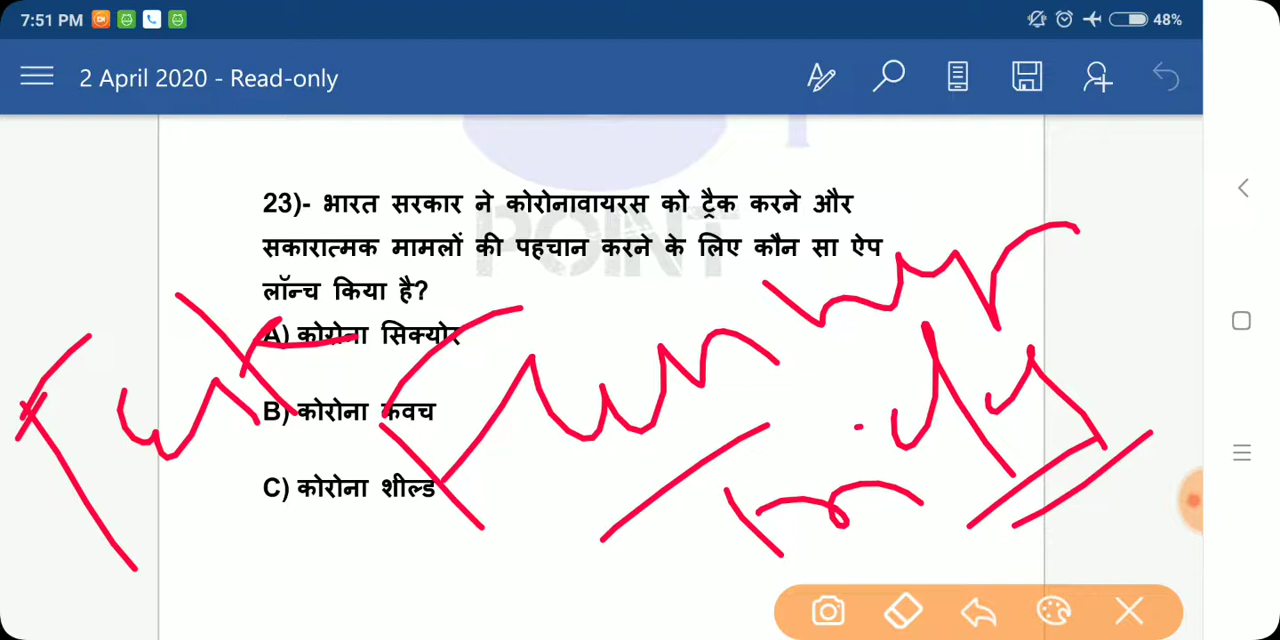 7:51 PM 48%
2 April 2020 - Read-only
23)- भारत सरकार ने कोरोनावायरस को ट्रैक करने और
सकारात्मक मामलों की पहचान करने के लिए कौन सा ऐप
POINT
लॉन्च किया है?
A) कोरोना सिक्योर
B) कोरोना कवच
C) कोरोना शील्ड